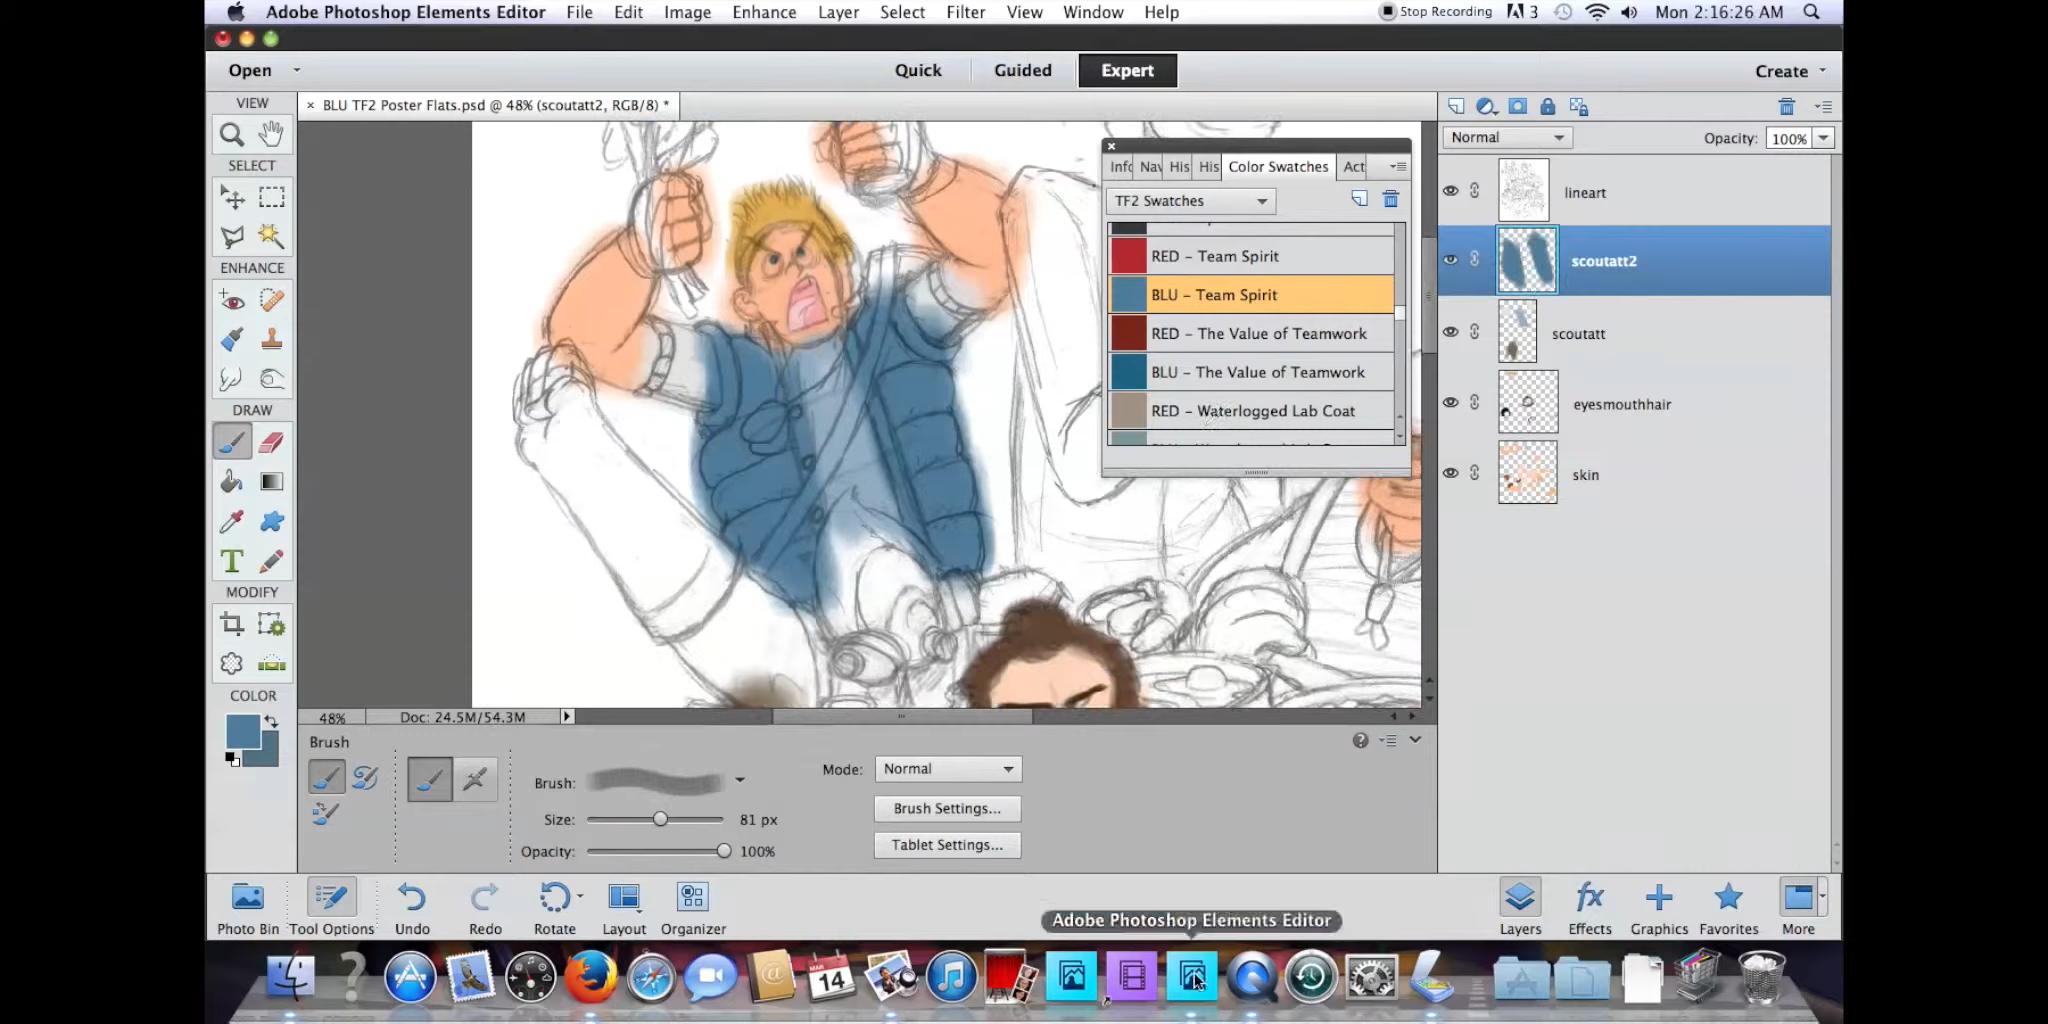 Adobe Photoshop Elements Editor File Edit Image Enhance Layer Select Filter View Window Help Stop Recording 3 Mon 2:16:26 AM
Open Quick Guided Expert Create
VIEW
× BLU TF2 Poster Flats.psd @ 48% (scoutatt2, RGB/8) *
Normal Opacity: 100%
SELECT
Info Nav His His Color Swatches Act
TF2 Swatches
lineart
RED – Team Spirit
scoutatt2
ENHANCE
BLU – Team Spirit
RED – The Value of Teamwork
scoutatt
BLU – The Value of Teamwork
RED – Waterlogged Lab Coat
eyesmouthhair
DRAW
skin
T
MODIFY
COLOR
48% Doc: 24.5M/54.3M
Brush
Brush:
Mode: Normal
Size: 81 px
Brush Settings...
Opacity: 100%
Tablet Settings...
fx
Adobe Photoshop Elements Editor
Photo Bin Tool Options Undo Redo Rotate Layout Organizer Layers Effects Graphics Favorites More
MAR
14